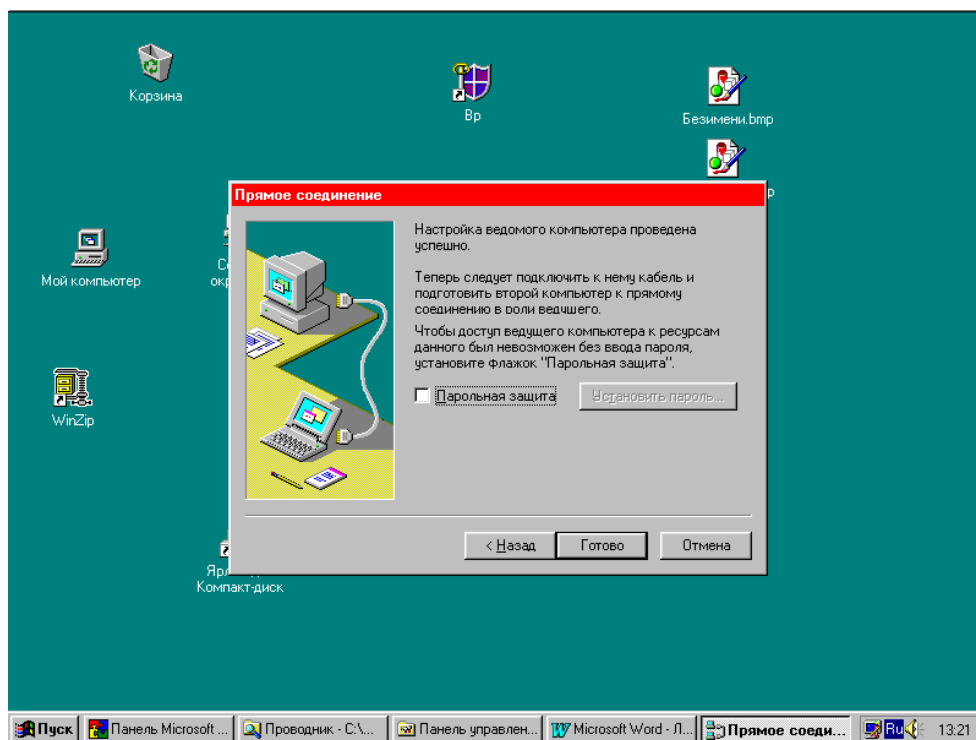 Корзина
Вр
Безимени.bmp
р
Прямое соединение
Настройка ведомого компьютера проведена
успешно.
Теперь следует подключить к нему кабель и
подготовить второй компьютер к прямому
соединению в роли ведущего.
Чтобы доступ ведущего компьютера к ресурсам
данного был невозможен без ввода пароля,
установите флажок "Парольная защита".
Парольная защита
Установить пароль...
Мой компьютер
С
окр
WinZip
< Назад
Готово
Отмена
Яр
Компакт-диск
Пуск
Панель Microsoft ...
Проводник - C:\...
Панель управлен...
Microsoft Word - Л...
Прямое соеди...
Ru
13:21